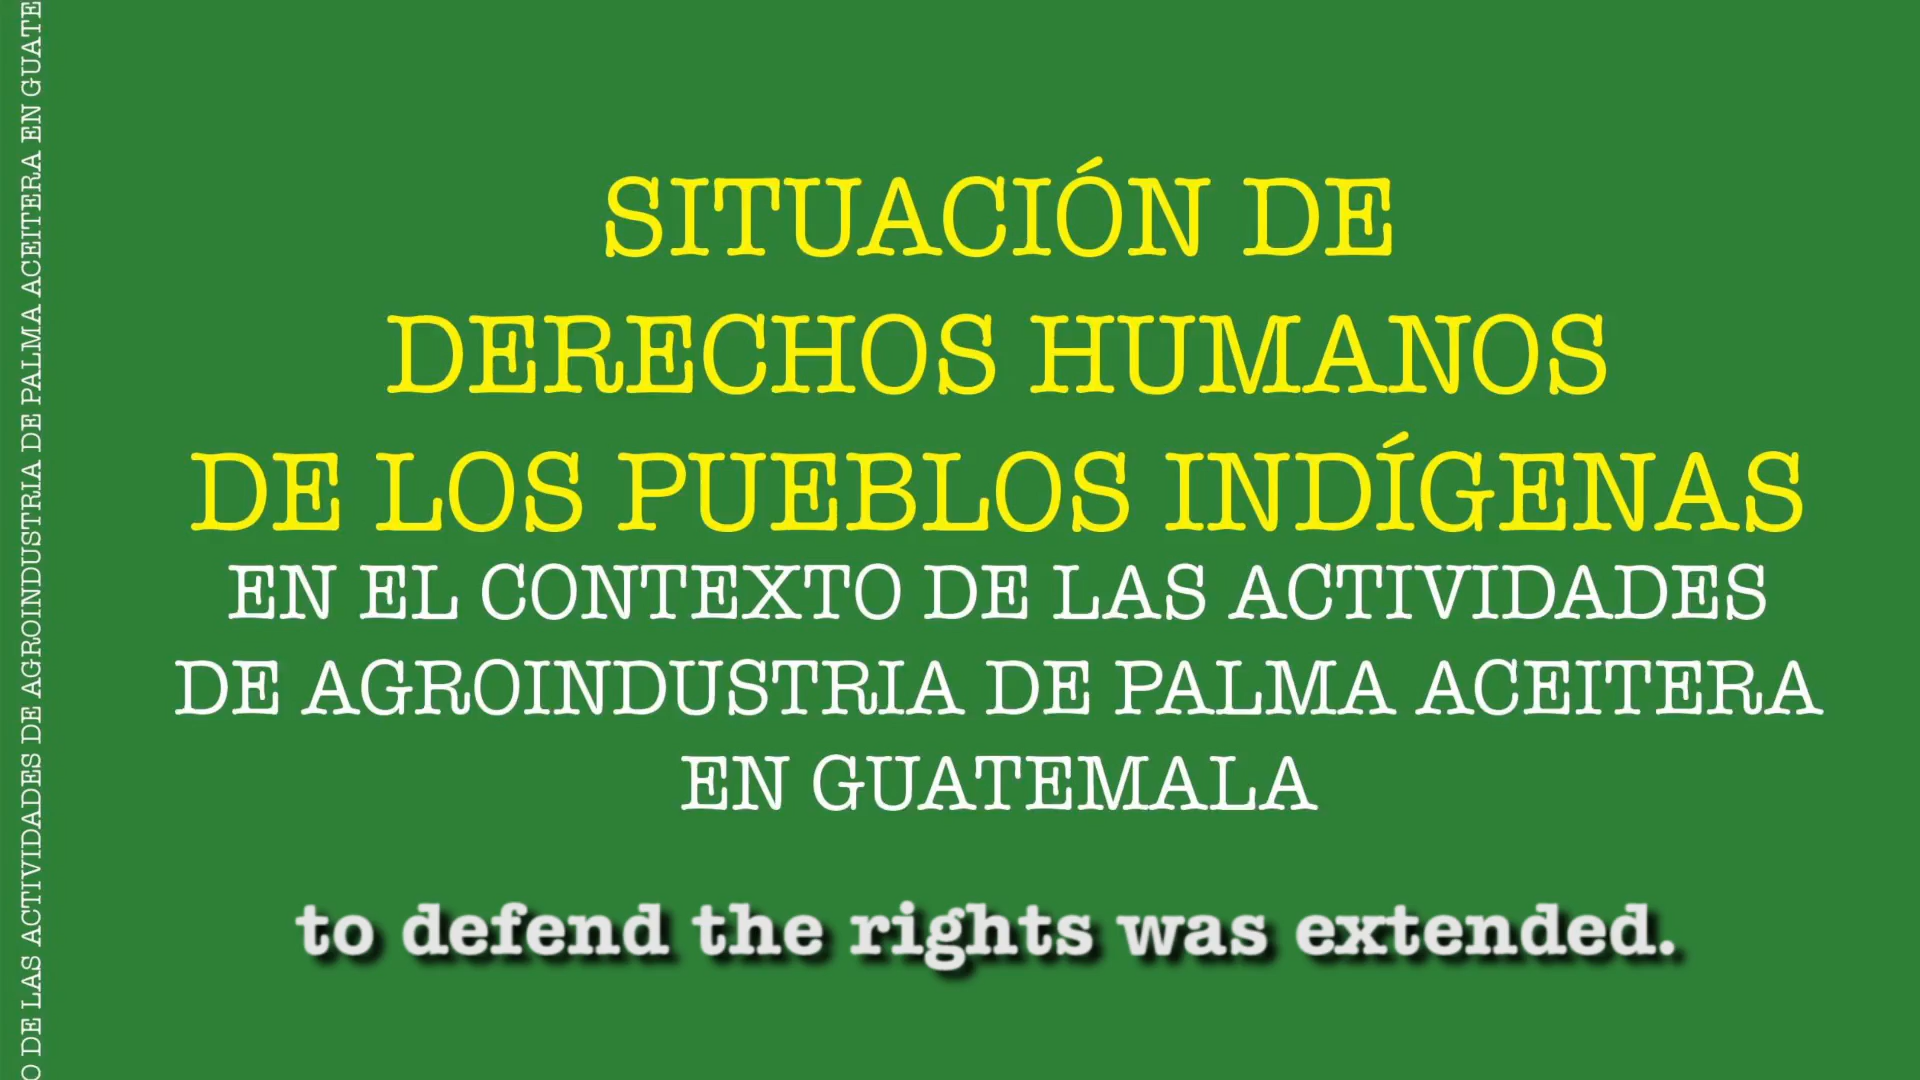 O DE LAS ACTIVIDADES DE AGROINDUSTRIA DE PALMA ACEITERA EN GUATE
SITUACIÓN DE
DERECHOS HUMANOS
DE LOS PUEBLOS INDÍGENAS
EN EL CONTEXTO DE LAS ACTIVIDADES
DE AGROINDUSTRIA DE PALMA ACEITERA
EN GUATEMALA
to defend the rights was extended.